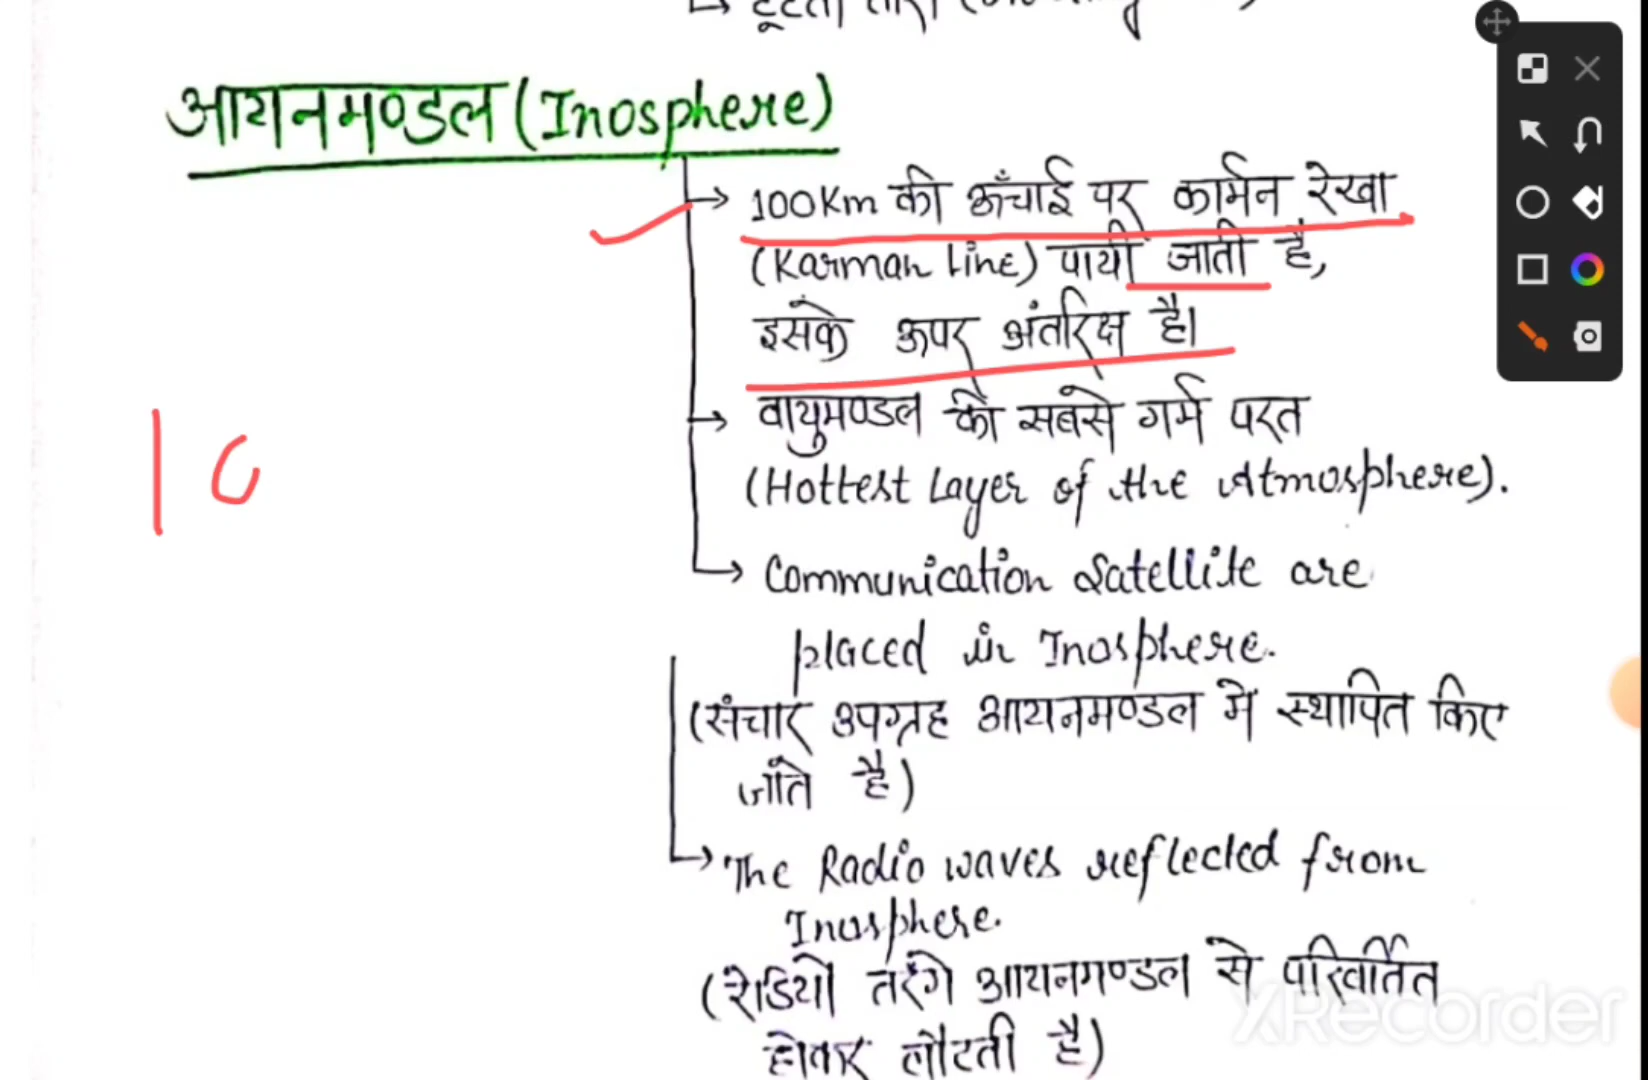 आयनमण्डल (Inosphere)
→ 100Km की ऊँचाई पर कार्मन रेखा
(Karman Line) पायी जाती है,
इसके ऊपर अंतरिक्ष है।
→ वायुमण्डल की सबसे गर्म परत
(Hottest Layer of the Atmosphere).
→ Communication Satellite are
placed in Inosphere.
(संचार उपग्रह आयनमण्डल में स्थापित किए
जाते है)
→ The Radio waves reflected from
Inosphere.
(रेडियो तरंगे आयनमण्डल से परिवर्तित
होकर लौटती है)
10
XRecorder